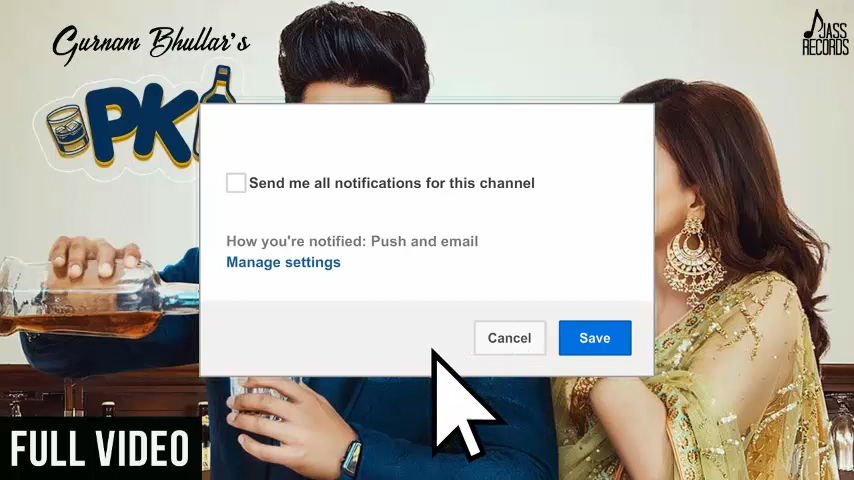 Gurnam Bhullar's
PK
JASS
RECORDS
Send me all notifications for this channel
How you're notified: Push and email
Manage settings
Cancel
Save
FULL VIDEO